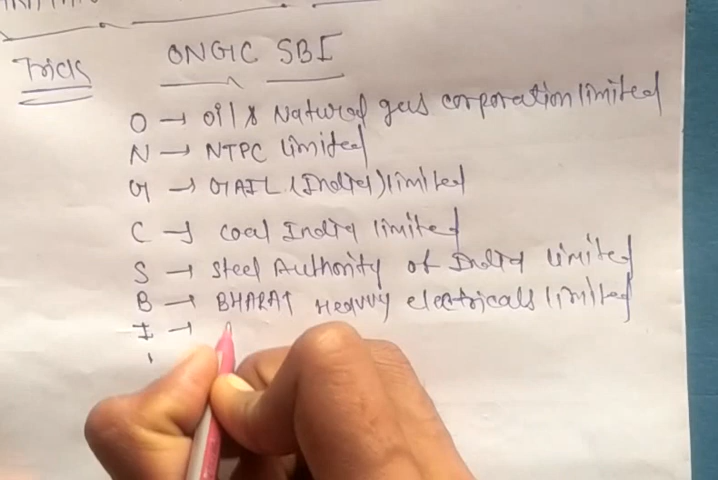 Trick ONGC SBI
O → oil & Natural gas corporation limited
N → NTPC limited
G → GAIL (India) limited
C → coal India limited
S → Steel Authority of India limited
B → BHARAT Heavvy electricals limited
I →